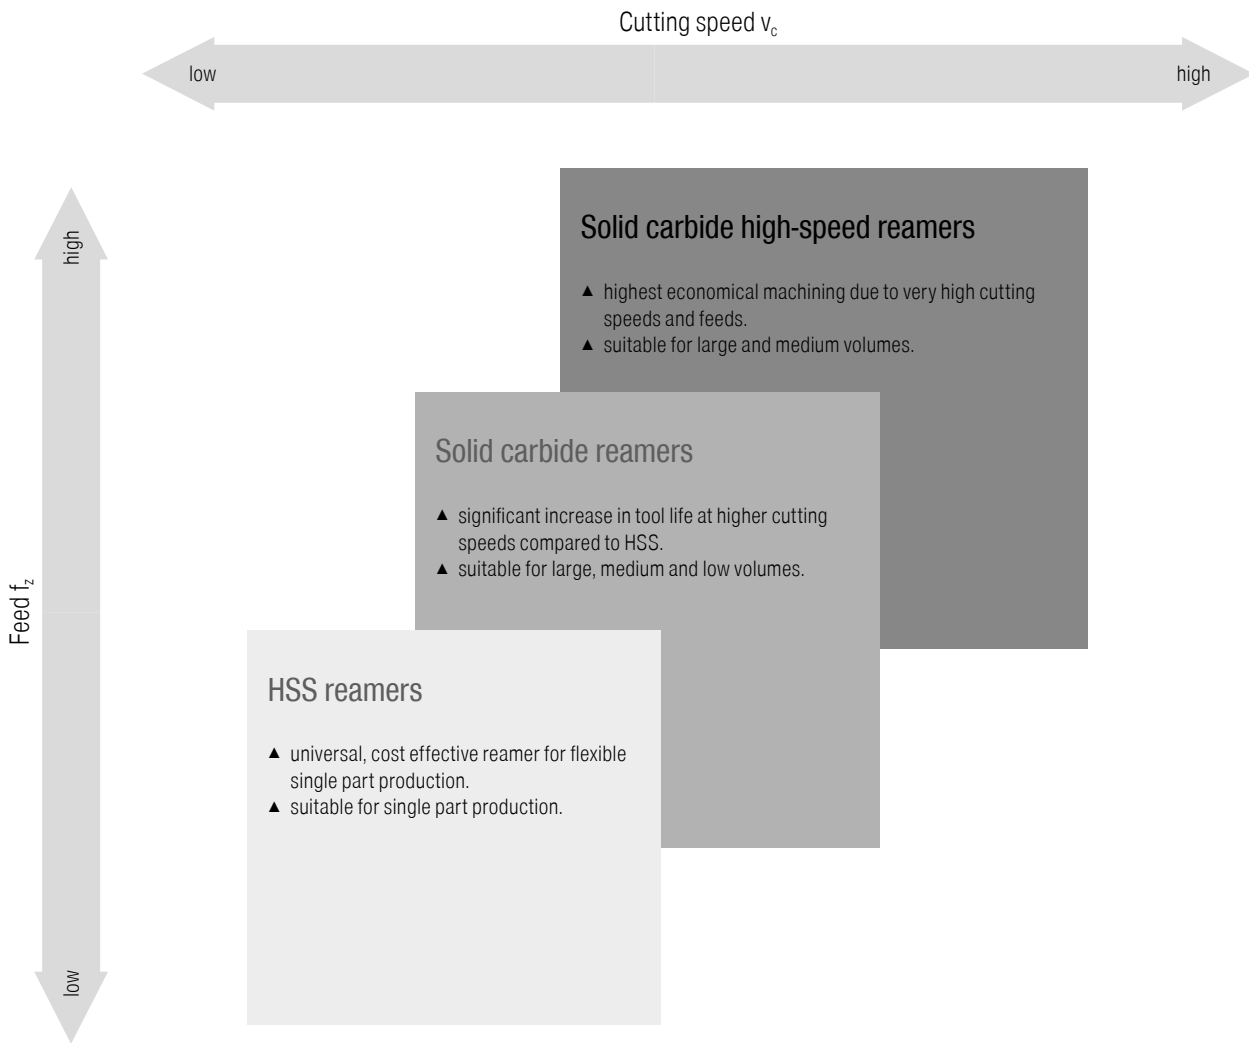 Cutting speed v_c
low
high
high
Feed f_z
low
Solid carbide high-speed reamers
▲ highest economical machining due to very high cutting
speeds and feeds.
▲ suitable for large and medium volumes.
Solid carbide reamers
▲ significant increase in tool life at higher cutting
speeds compared to HSS.
▲ suitable for large, medium and low volumes.
HSS reamers
▲ universal, cost effective reamer for flexible
single part production.
▲ suitable for single part production.